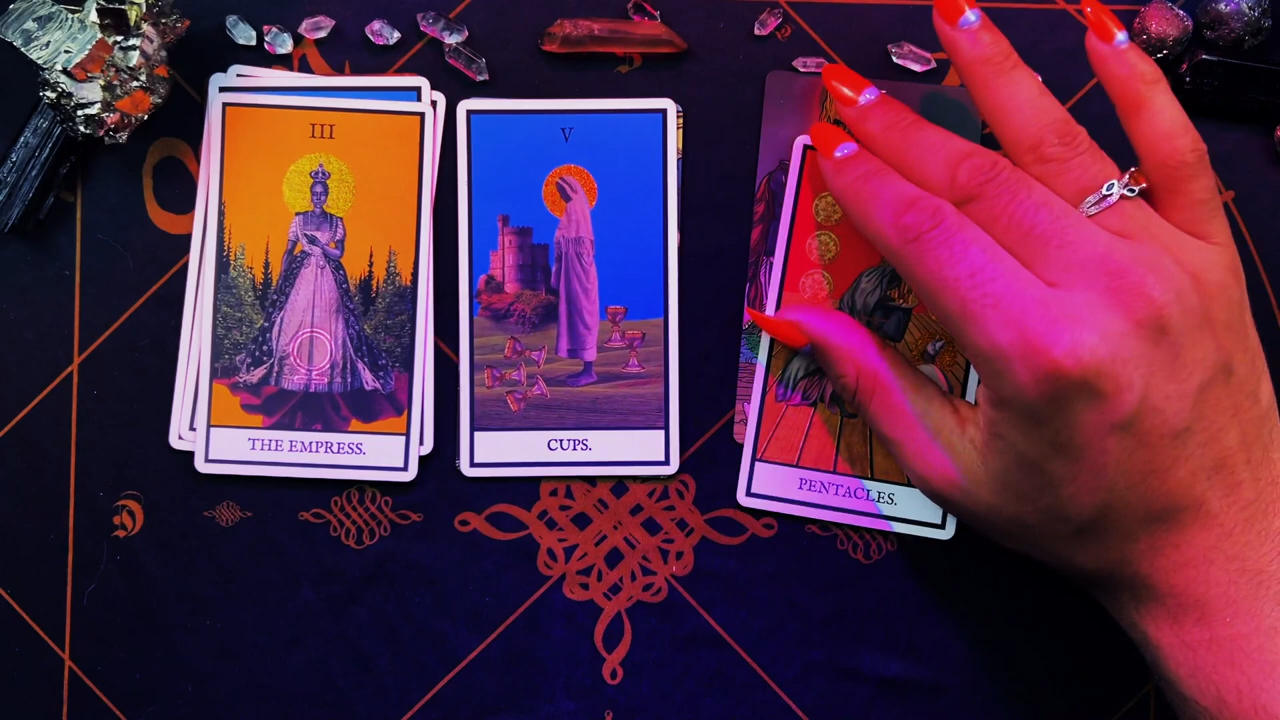 III
THE EMPRESS.
V
CUPS.
PENTACLES.